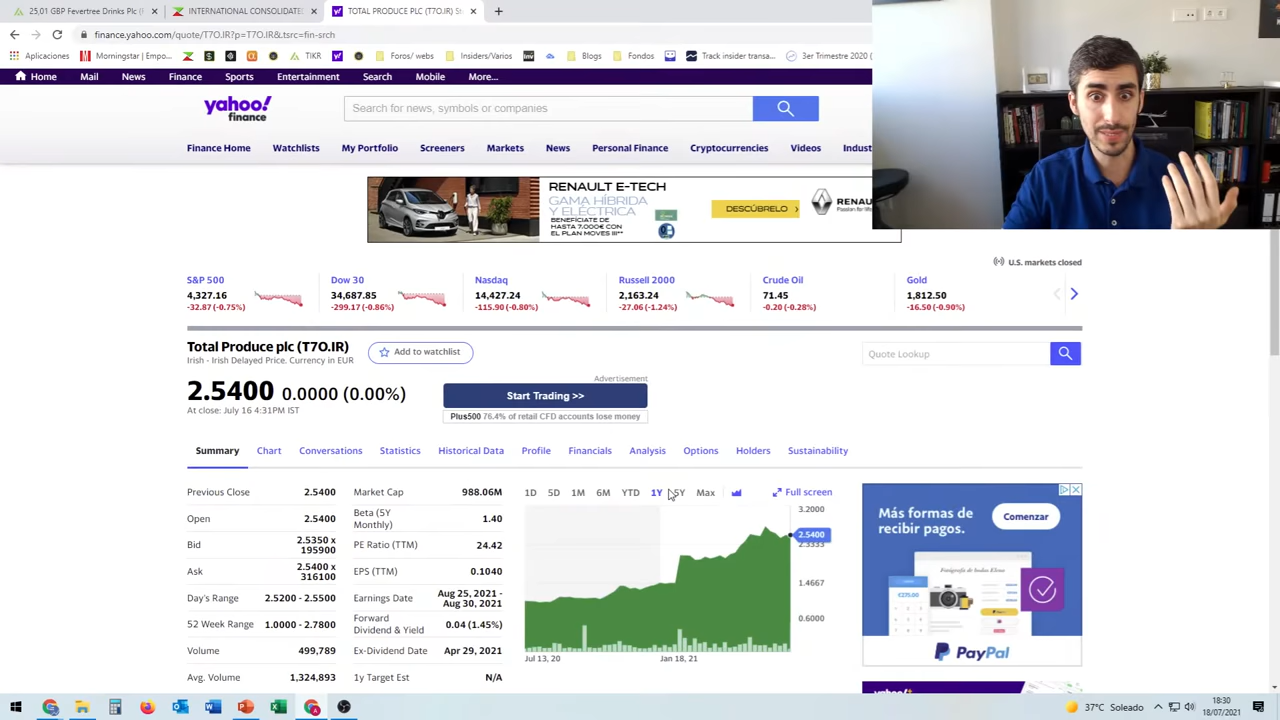 25,01 GBP Fevertree Drinks Plc (
INTERNATIONAL CONSOLIDATED
TOTAL PRODUCE PLC (T7O.IR) St
finance.yahoo.com/quote/T7O.IR?p=T7O.IR&.tsrc=fin-srch
Aplicaciones
Morningstar | Empo...
TIKR
Foros/ webs
Insiders/Varios
Blogs
Fondos
Track insider transa...
3er Trimestre 2020 (
Home
Mail
News
Finance
Sports
Entertainment
Search
Mobile
More...
yahoo!
finance
Search for news, symbols or companies
Finance Home
Watchlists
My Portfolio
Screeners
Markets
News
Personal Finance
Cryptocurrencies
Videos
Indust
RENAULT E-TECH
GAMA HÍBRIDA
Y ELÉCTRICA
BENEFÍCIATE DE
HASTA 7.000€ CON
EL PLAN MOVES III**
DESCÚBRELO
RENAU
U.S. markets closed
S&P 500
4,327.16
-32.87 (-0.75%)
Dow 30
34,687.85
-299.17 (-0.86%)
Nasdaq
14,427.24
-115.90 (-0.80%)
Russell 2000
2,163.24
-27.06 (-1.24%)
Crude Oil
71.45
-0.20 (-0.28%)
Gold
1,812.50
-16.50 (-0.90%)
Total Produce plc (T7O.IR)
Irish - Irish Delayed Price. Currency in EUR
Add to watchlist
Quote Lookup
2.5400 0.0000 (0.00%)
At close: July 16 4:31PM IST
Advertisement
Start Trading >>
Plus500 76.4% of retail CFD accounts lose money
Summary
Chart
Conversations
Statistics
Historical Data
Profile
Financials
Analysis
Options
Holders
Sustainability
Previous Close 2.5400
Open 2.5400
Bid 2.5350 x
195900
Ask 2.5400 x
316100
Day's Range 2.5200 - 2.5500
52 Week Range 1.0000 - 2.7800
Volume 499,789
Avg. Volume 1,324,893
Market Cap 988.06M
Beta (5Y
Monthly) 1.40
PE Ratio (TTM) 24.42
EPS (TTM) 0.1040
Earnings Date Aug 25, 2021 -
Aug 30, 2021
Forward
Dividend & Yield 0.04 (1.45%)
Ex-Dividend Date Apr 29, 2021
1y Target Est N/A
1D
5D
1M
6M
YTD
1Y
5Y
Max
Full screen
3.2000
2.5400
1.4667
0.6000
Jul 13, 20
Jan 18, 21
Más formas de
recibir pagos.
Comenzar
PayPal
18:30
37°C Soleado
18/07/2021